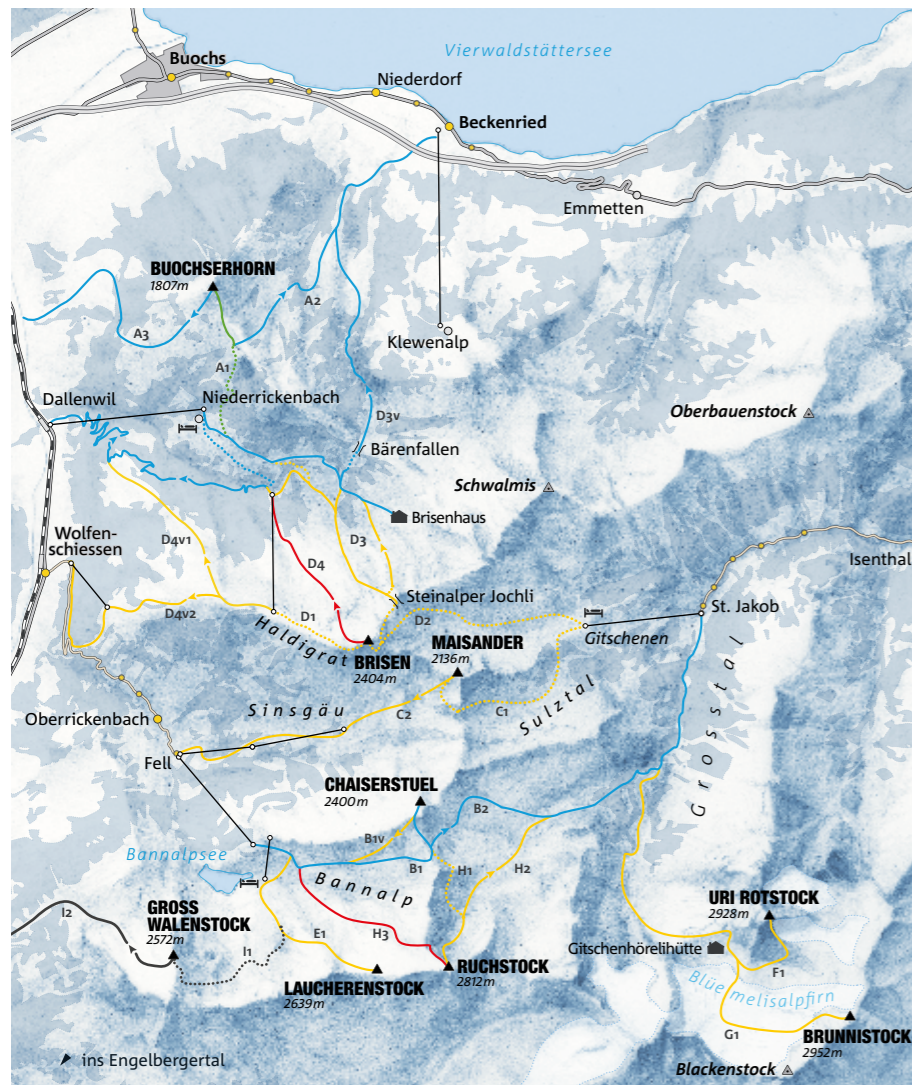 Vierwaldstättersee
Buochs
Niederdorf
Beckenried
Emmetten
BUOCHSERHORN
1807m
A2
A3
Klewenalp
A1
Dallenwil
Niederrickenbach
D3v
Oberbauenstock
Bärenfallen
Schwalmis
Brisenhaus
Wolfen-
schiessen
D4v1
D3
Isenthal
D4
Steinalper Jochli
St. Jakob
D4v2
D1
D2
Gitschenen
Haldigrat
MAISANDER
2136m
BRISEN
2404m
Sulztal
Grosstal
Sinsgäu
C2
C1
Oberrickenbach
Fell
CHAISERSTUEL
2400m
B2
B1v
Bannalpsee
B1
H1
H2
Bannalp
URI ROTSTOCK
2928m
I2
GROSS
WALENSTOCK
2572m
I1
E1
H3
Gitschenhörelihütte
RUCHSTOCK
2812m
F1
LAUCHERENSTOCK
2639m
Blüemelisalpfirn
G1
BRUNNISTOCK
2952m
ins Engelbergertal
Blackenstock